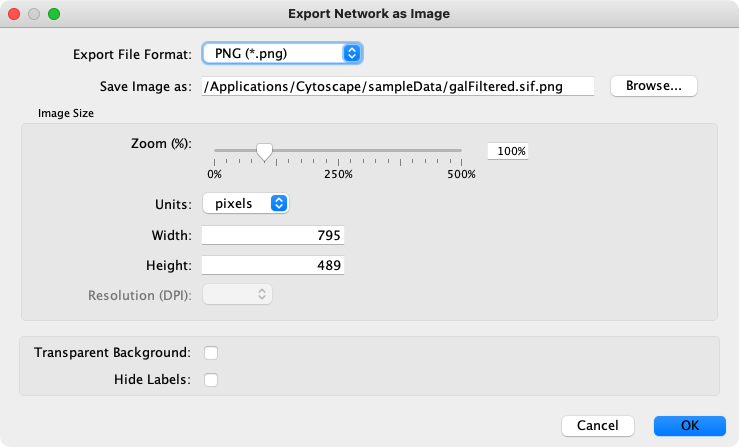 Export Network as Image
Export File Format: PNG (*.png)
Save Image as: /Applications/Cytoscape/sampleData/galFiltered.sif.png Browse...
Image Size
Zoom (%): 100%
0% 250% 500%
Units: pixels
Width: 795
Height: 489
Resolution (DPI):
Transparent Background:
Hide Labels:
Cancel OK